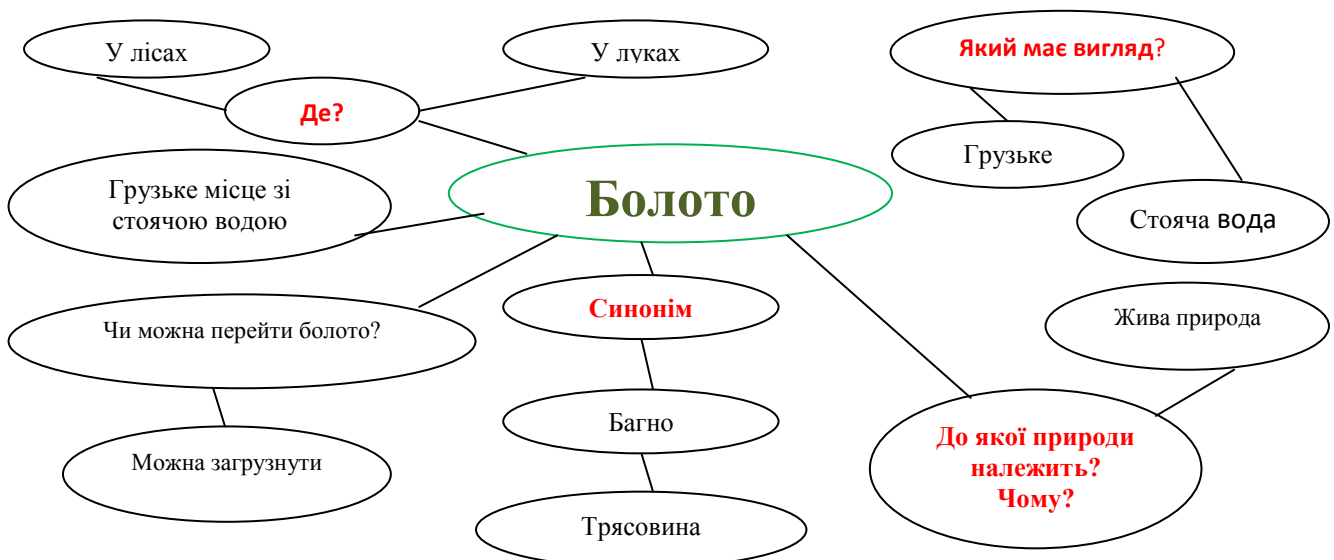 У лісах
У луках
Який має вигляд?
Де?
Грузьке
Грузьке місце зі
стоячою водою
Болото
Стояча вода
Синонім
Чи можна перейти болото?
Жива природа
Багно
До якої природи
належить?
Чому?
Можна загрузнути
Трясовина